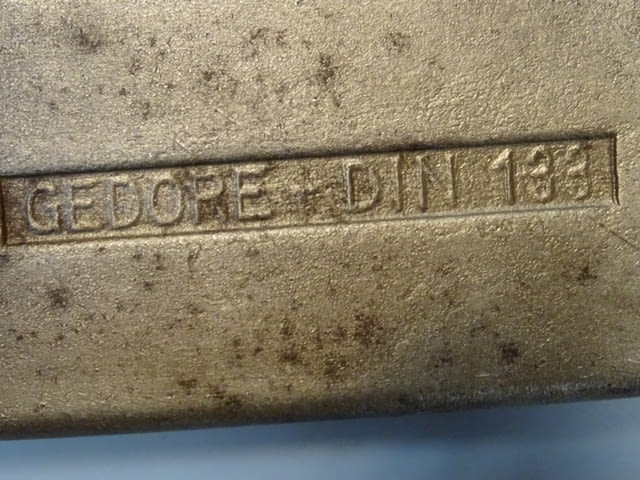 GEDORE + DIN 133